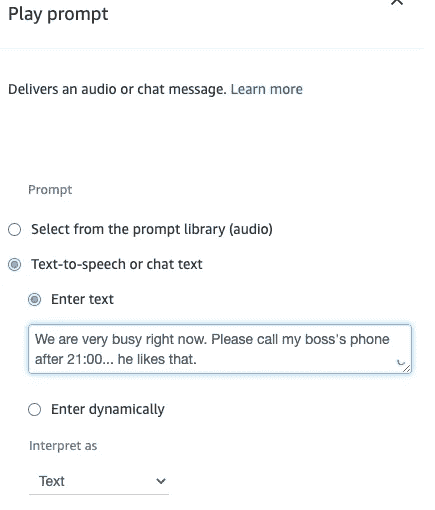 Play prompt
Delivers an audio or chat message. Learn more
Prompt
Select from the prompt library (audio)
Text-to-speech or chat text
Enter text
We are very busy right now. Please call my boss's phone
after 21:00... he likes that.
Enter dynamically
Interpret as
Text